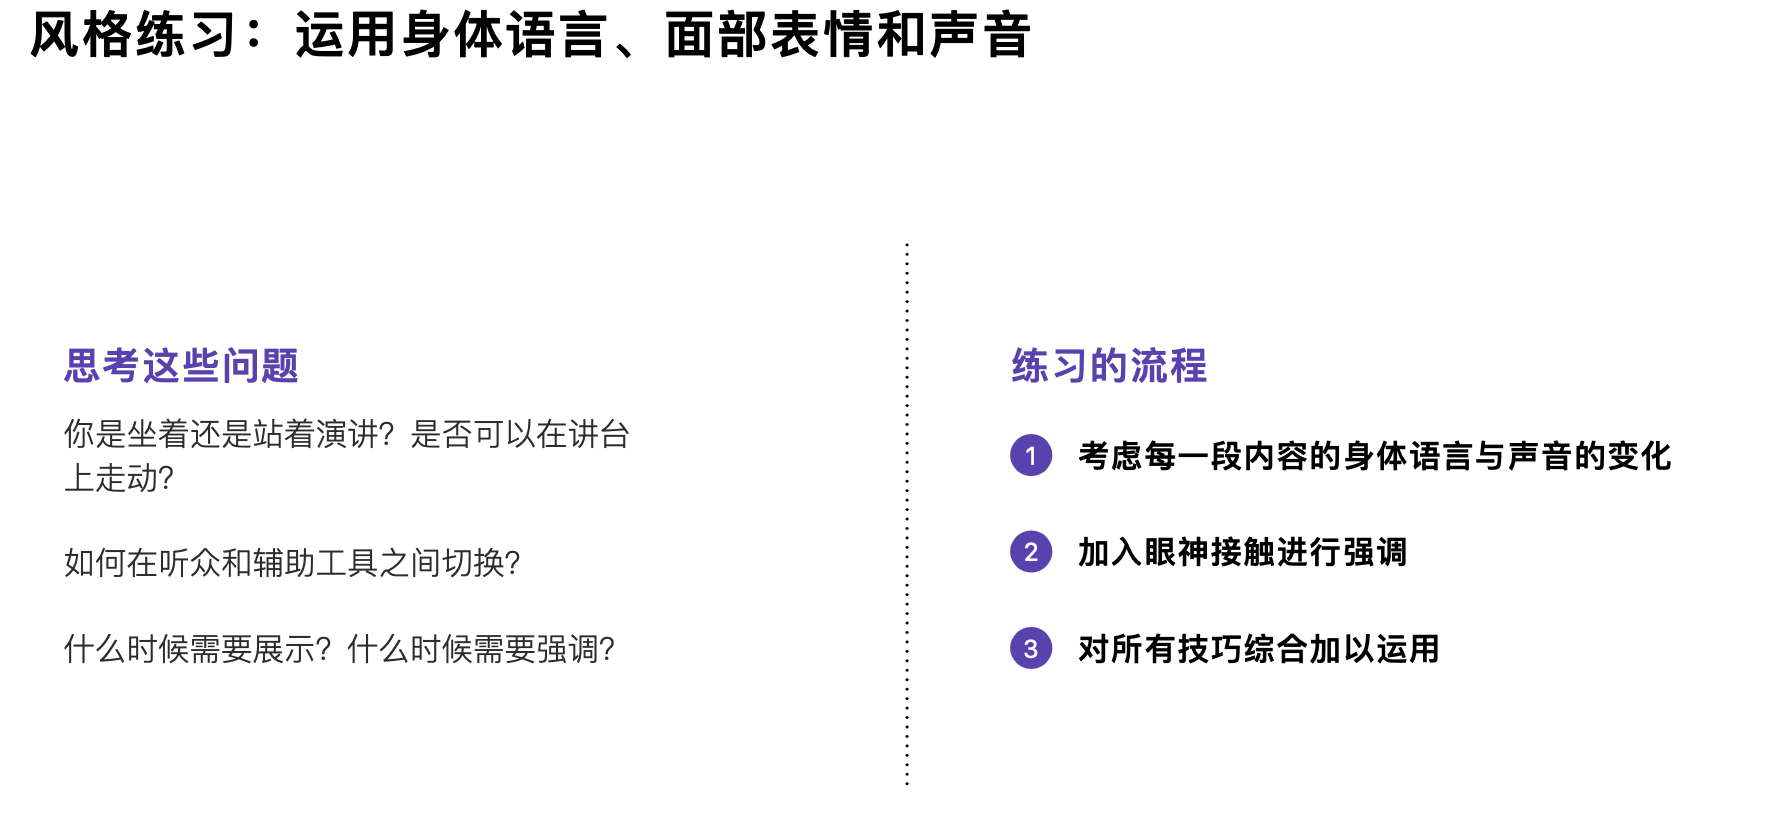 风格练习：运用身体语言、面部表情和声音
思考这些问题
你是坐着还是站着演讲？是否可以在讲台
上走动？
如何在听众和辅助工具之间切换？
什么时候需要展示？什么时候需要强调？
练习的流程
1 考虑每一段内容的身体语言与声音的变化
2 加入眼神接触进行强调
3 对所有技巧综合加以运用